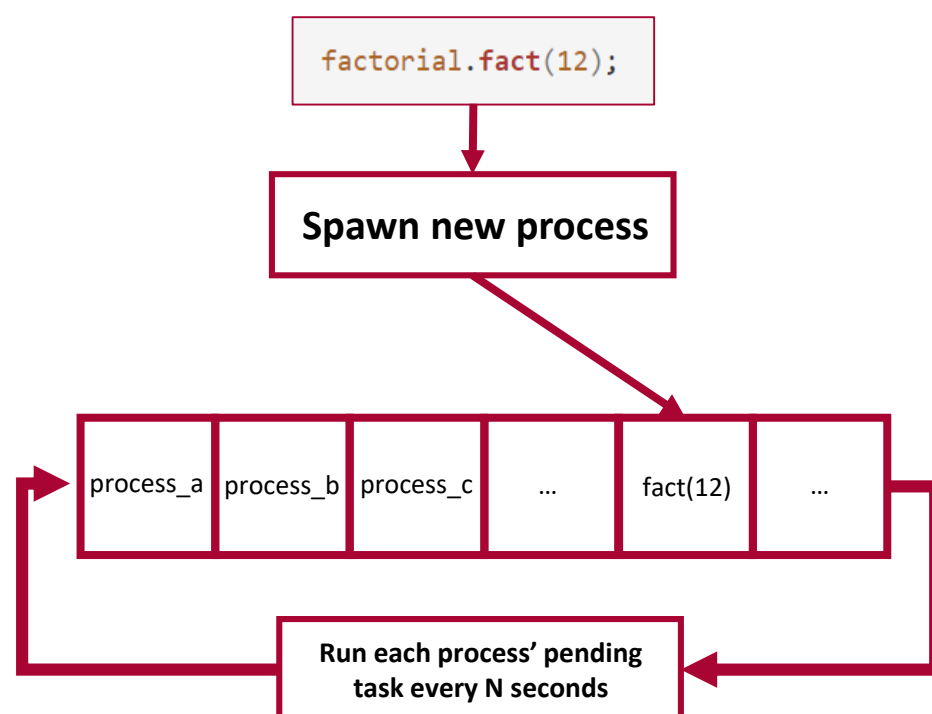 factorial.fact(12);
Spawn new process
process_a
process_b
process_c
...
fact(12)
...
Run each process’ pending
task every N seconds